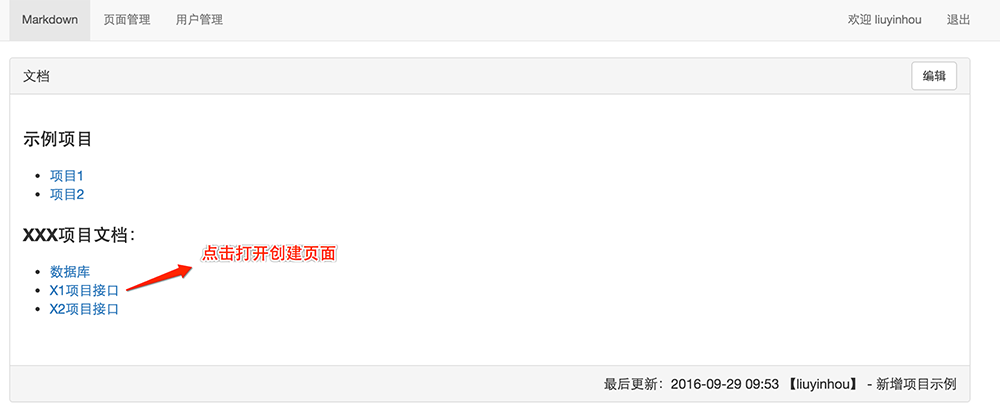 Markdown 页面管理 用户管理 欢迎 liuyinhou 退出
文档 编辑
示例项目
项目1
项目2
XXX项目文档：
点击打开创建页面
数据库
X1项目接口
X2项目接口
最后更新：2016-09-29 09:53 【liuyinhou】 - 新增项目示例